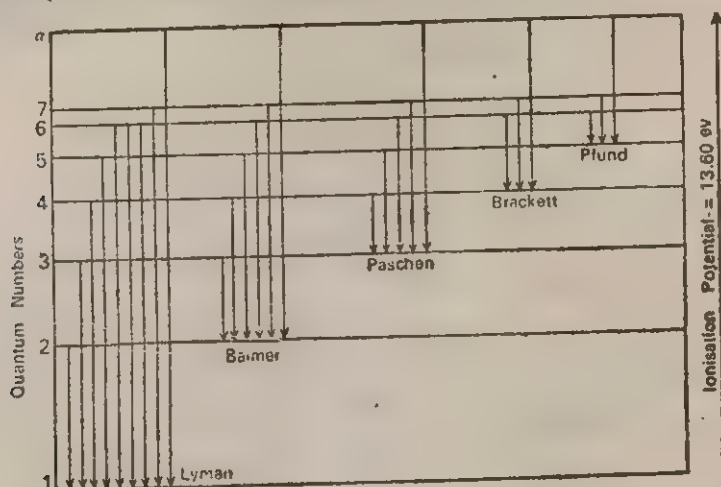 α
7
6
5
4
3
2
1
Quantum Numbers
Lyman
Balmer
Paschen
Brackett
Pfund
Ionisation Potential = 13.60 ev